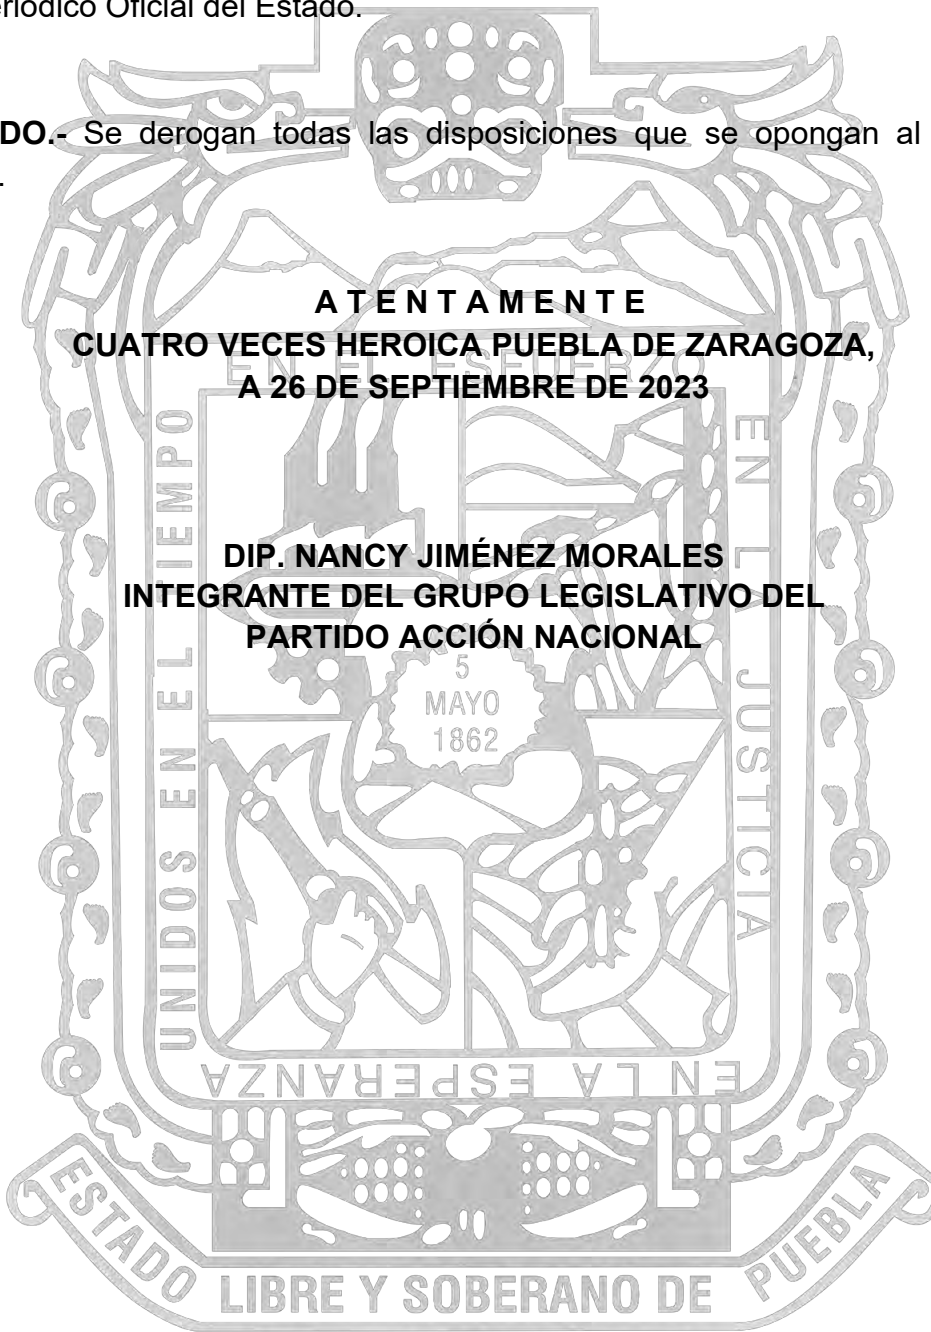 eriódico Oficial del Estado.
DO.- Se derogan todas las disposiciones que se opongan al
.
A T E N T A M E N T E
CUATRO VECES HEROICA PUEBLA DE ZARAGOZA,
A 26 DE SEPTIEMBRE DE 2023
DIP. NANCY JIMÉNEZ MORALES
INTEGRANTE DEL GRUPO LEGISLATIVO DEL
PARTIDO ACCIÓN NACIONAL
UNIDOS EN EL TIEMPO
EN EL ESFUERZO
EN LA JUSTICIA
EN LA ESPERANZA
5
MAYO
1862
ESTADO LIBRE Y SOBERANO DE PUEBLA